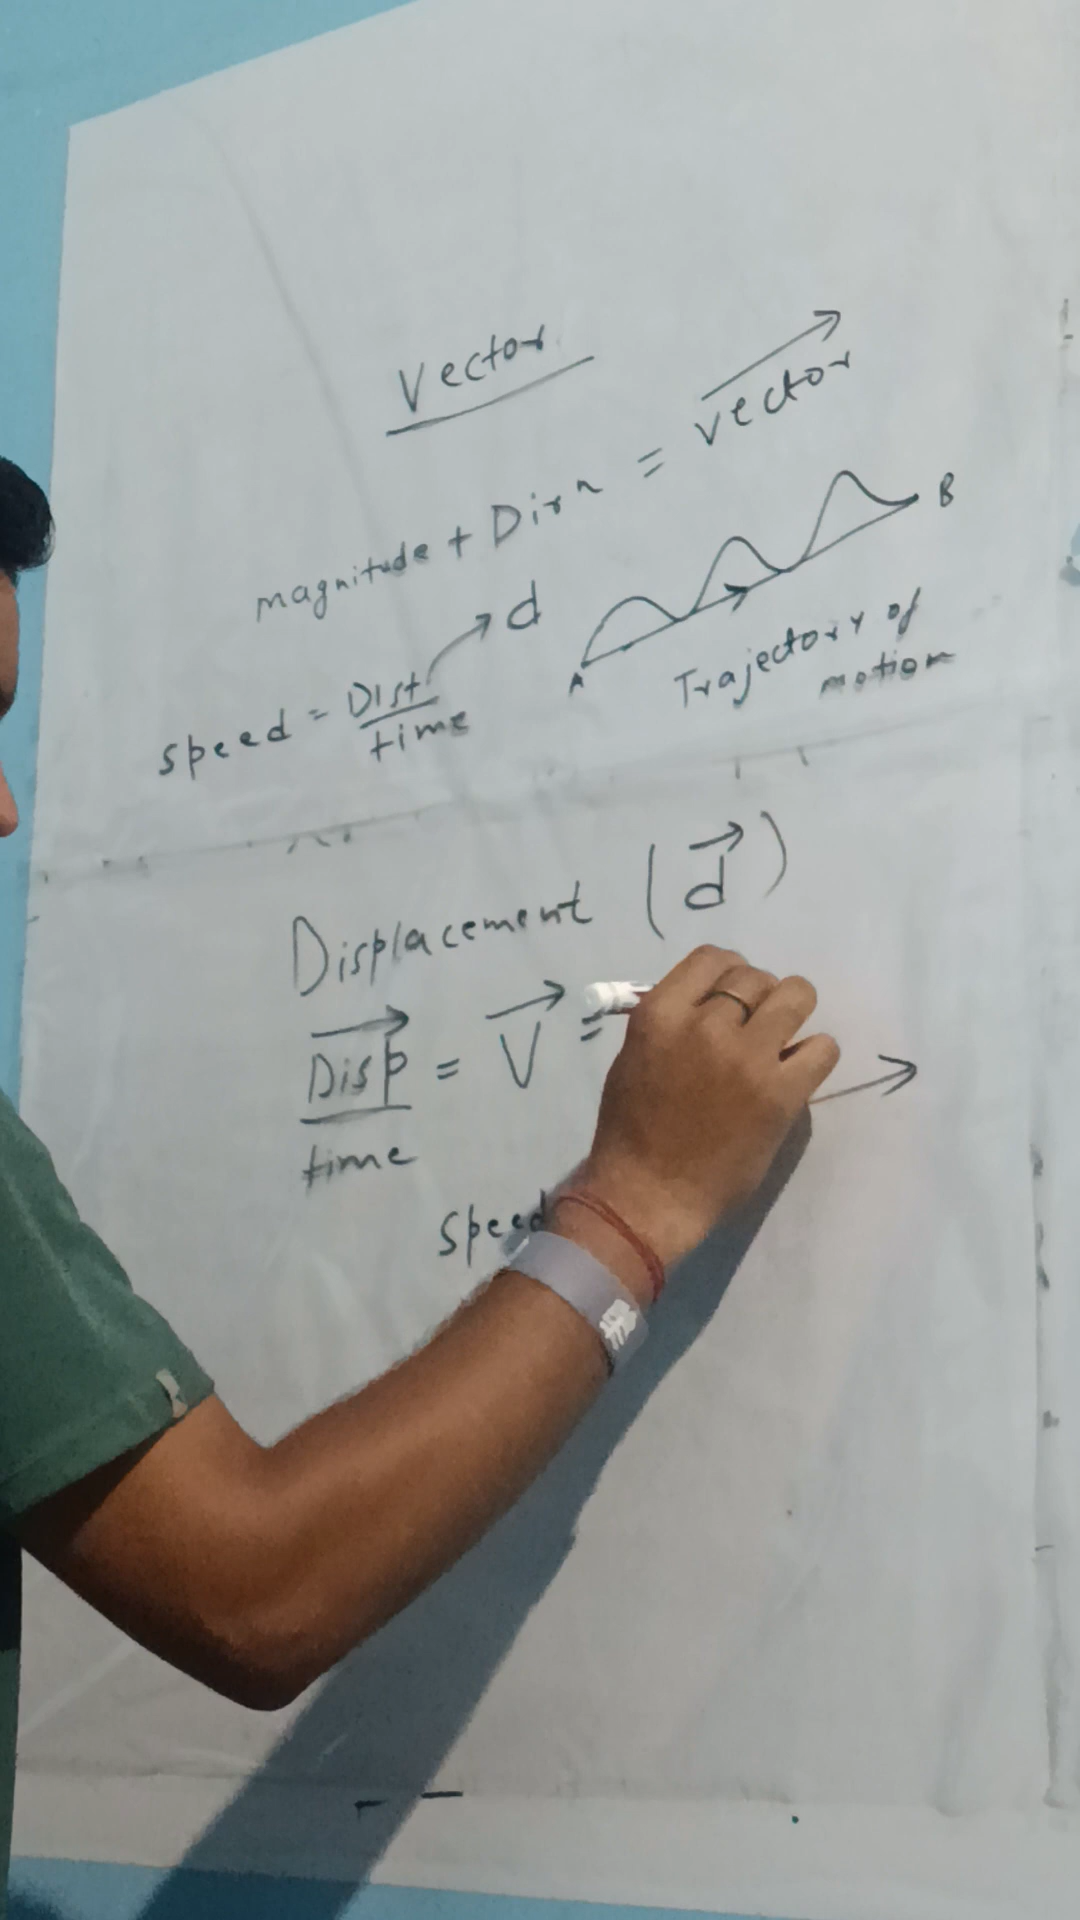 Vector
magnitude + Dirn = vector
speed = Dist / time → d
A
B
Trajectory of
motion
Displacement (d)
Disp = V =
time
speed